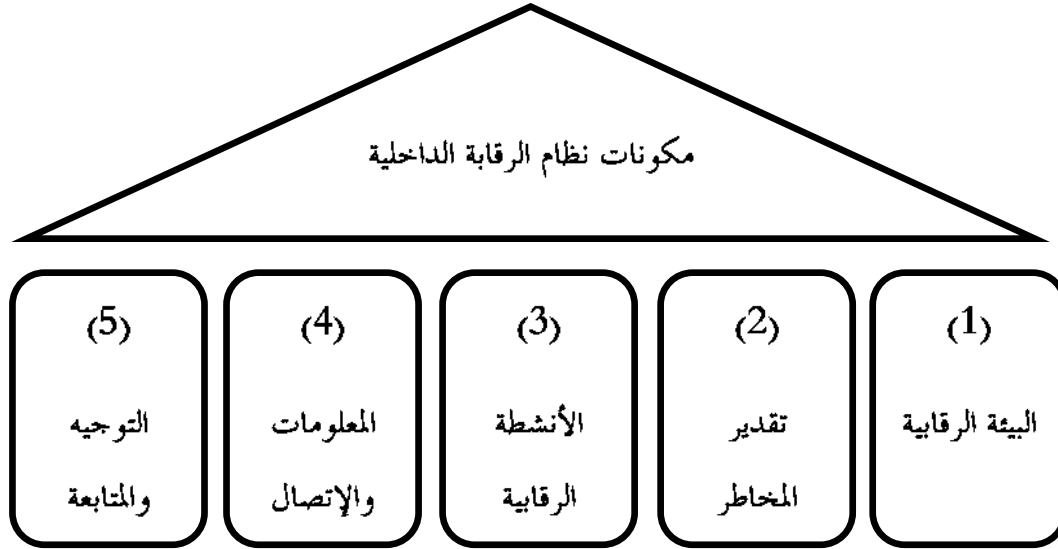 مكونات نظام الرقابة الداخلية
(1)
البيئة الرقابية
(2)
تقدير
المخاطر
(3)
الأنشطة
الرقابية
(4)
المعلومات
والإتصال
(5)
التوجيه
والمتابعة